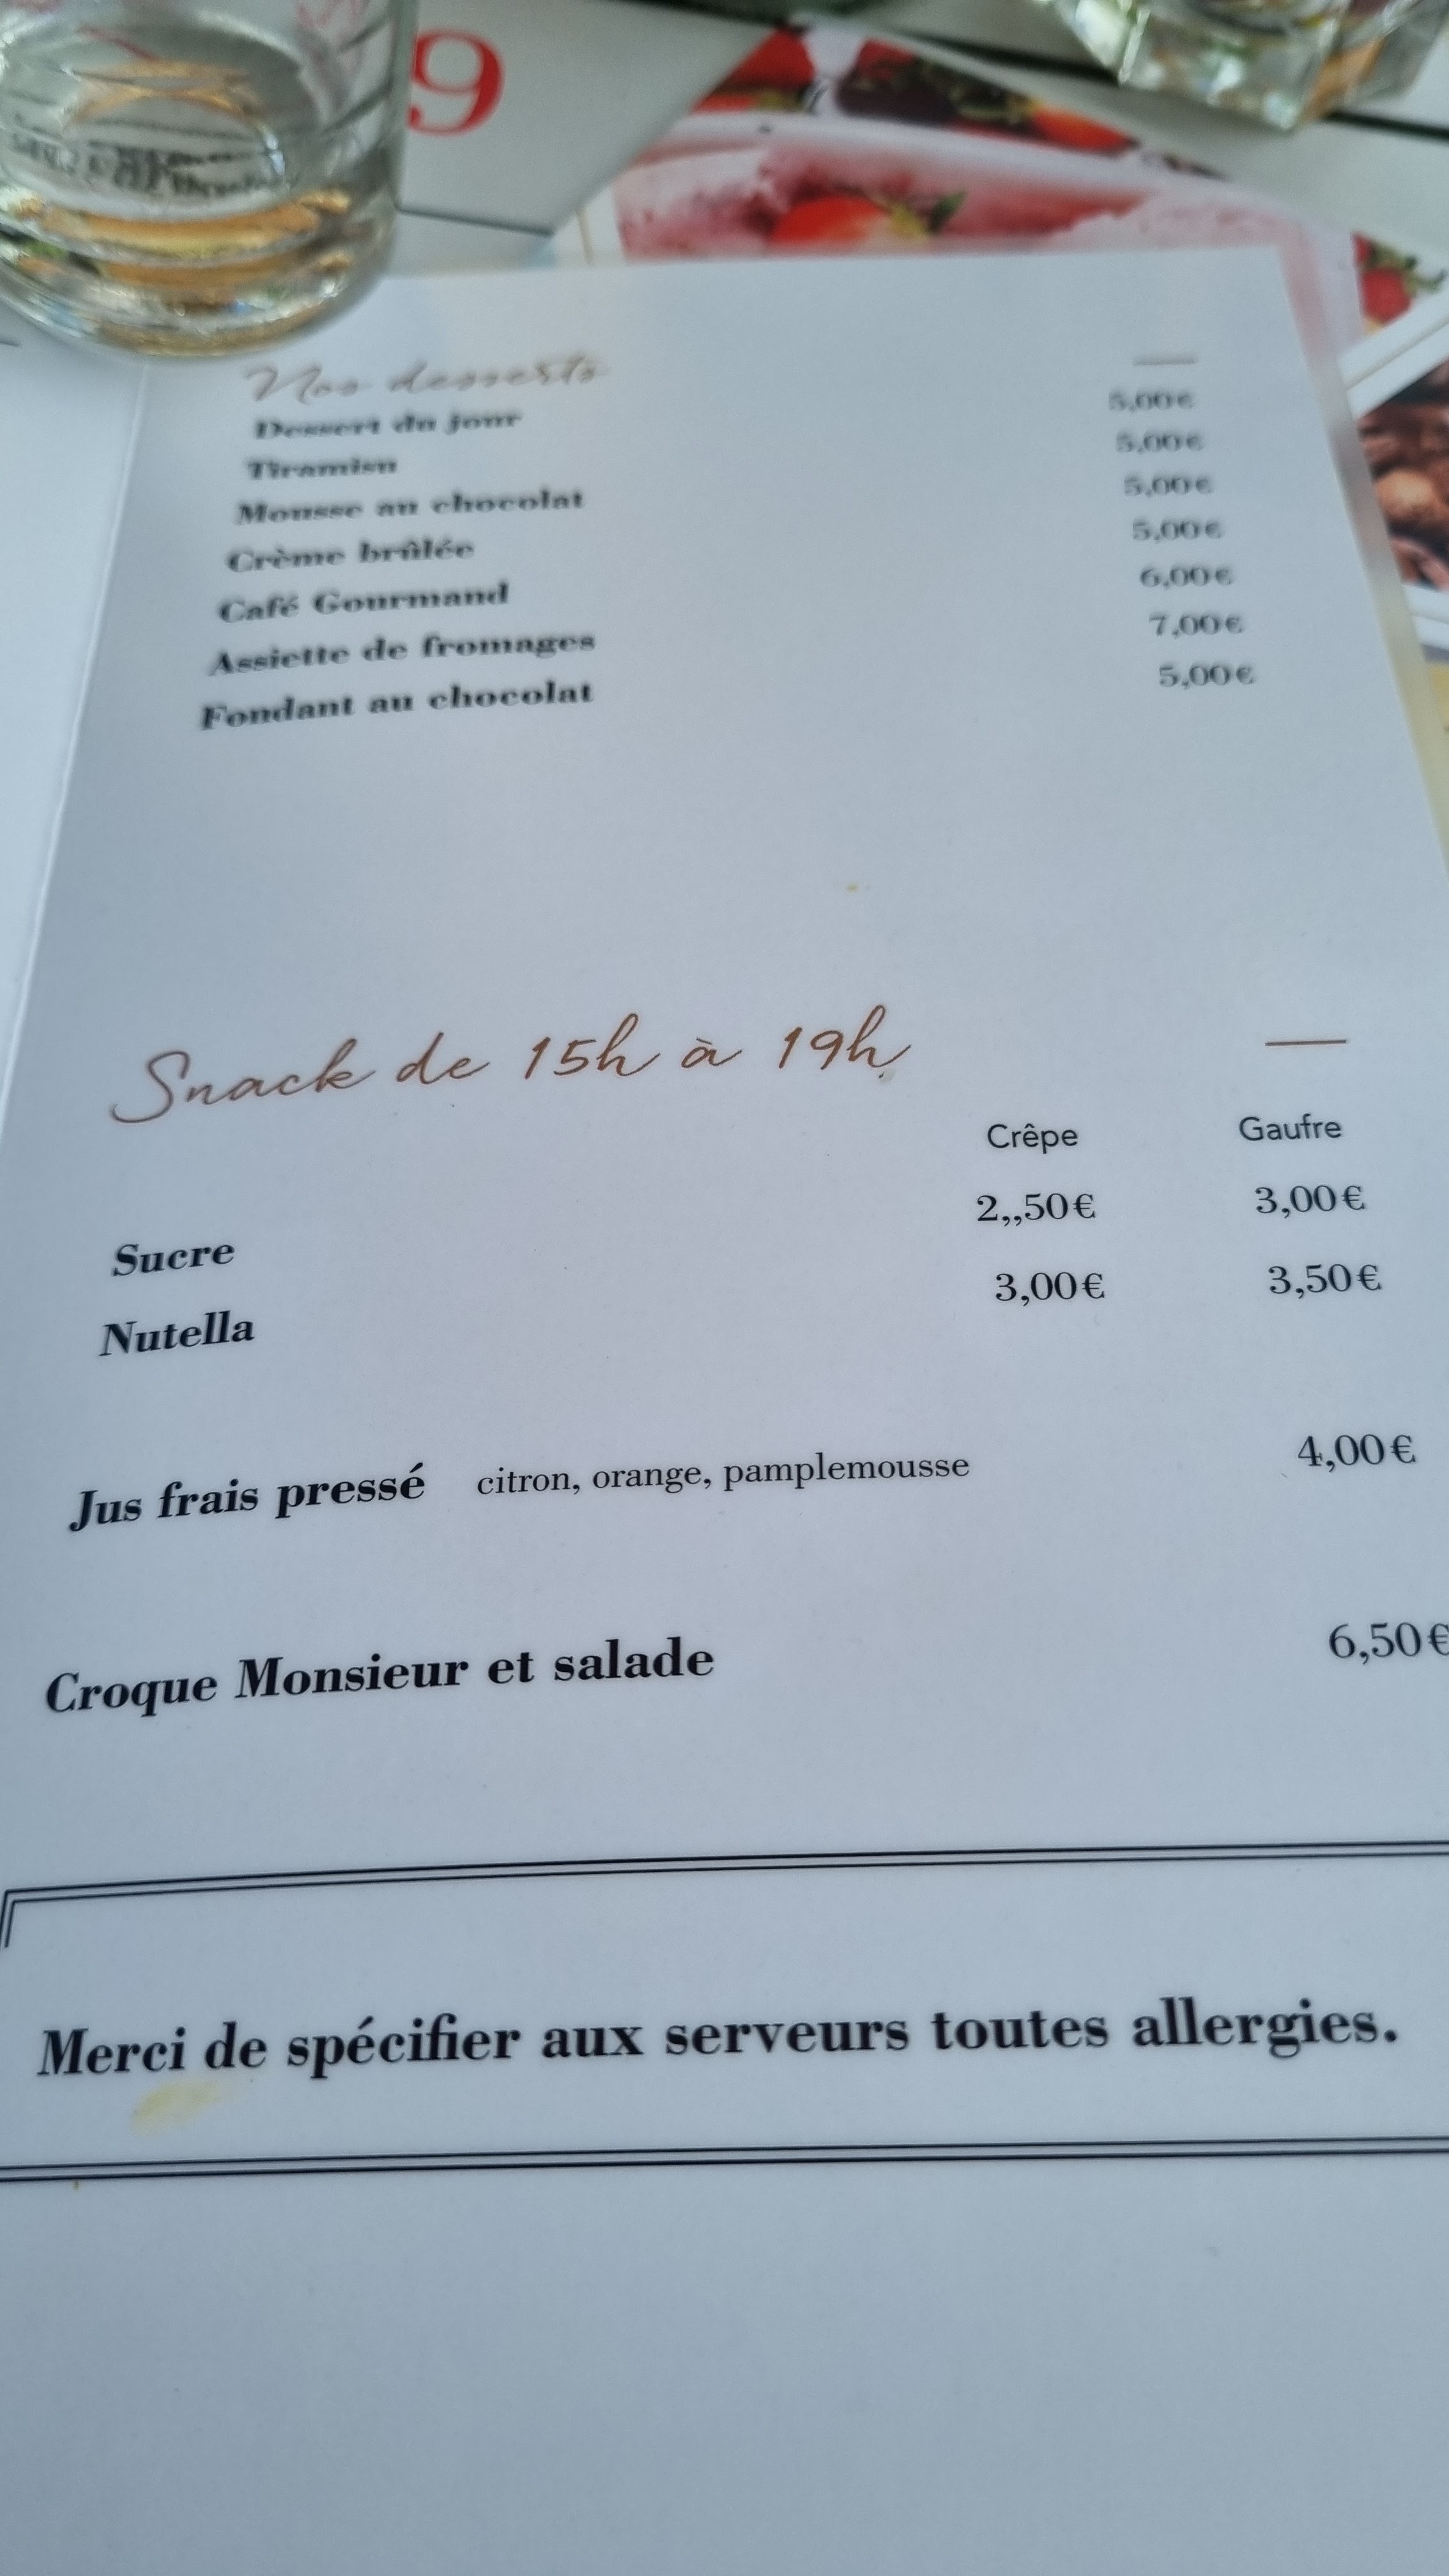 9
Nos desserts
Dessert du jour 5,00€
Tiramisu 5,00€
Mousse au chocolat 5,00€
Crème brûlée 5,00€
Café Gourmand 6,00€
Assiette de fromages 7,00€
Fondant au chocolat 5,00€
Snack de 15h à 19h
Crêpe Gaufre
Sucre 2,,50€ 3,00€
Nutella 3,00€ 3,50€
Jus frais pressé citron, orange, pamplemousse 4,00€
Croque Monsieur et salade 6,50€
Merci de spécifier aux serveurs toutes allergies.